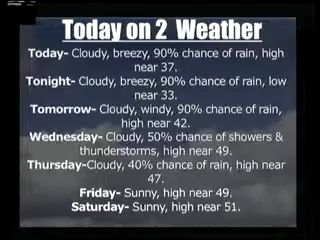 Today on 2 Weather
Today- Cloudy, breezy, 90% chance of rain, high
near 37.
Tonight- Cloudy, breezy, 90% chance of rain, low
near 33.
Tomorrow- Cloudy, windy, 90% chance of rain,
high near 42.
Wednesday- Cloudy, 50% chance of showers &
thunderstorms, high near 49.
Thursday-Cloudy, 40% chance of rain, high near
47.
Friday- Sunny, high near 49.
Saturday- Sunny, high near 51.